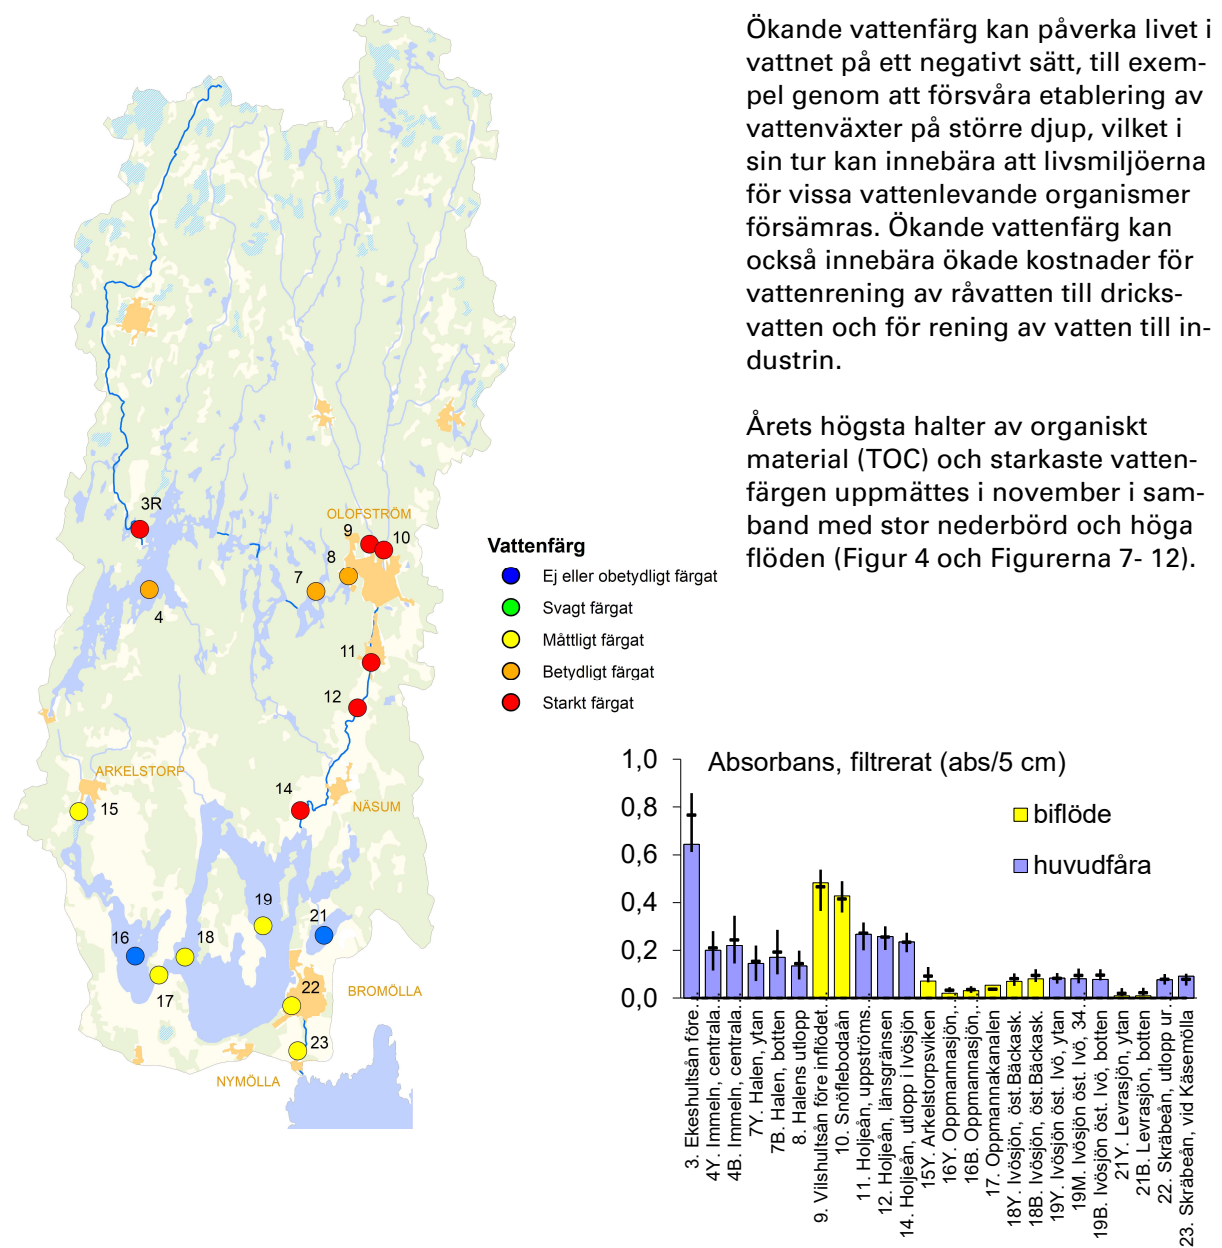 Ökande vattenfärg kan påverka livet i
vattnet på ett negativt sätt, till exem-
pel genom att försvåra etablering av
vattenväxter på större djup, vilket i
sin tur kan innebära att livsmiljöerna
för vissa vattenlevande organismer
försämras. Ökande vattenfärg kan
också innebära ökade kostnader för
vattenrening av råvatten till dricks-
vatten och för rening av vatten till in-
dustrin.
Årets högsta halter av organiskt
material (TOC) och starkaste vatten-
färgen uppmättes i november i sam-
band med stor nederbörd och höga
flöden (Figur 4 och Figurerna 7- 12).
3R
OLOFSTRÖM
9
10
8
7
4
11
12
ARKELSTORP
15
14
NÄSUM
19
21
16
18
17
22
BROMÖLLA
23
NYMÖLLA
Vattenfärg
Ej eller obetydligt färgat
Svagt färgat
Måttligt färgat
Betydligt färgat
Starkt färgat
Absorbans, filtrerat (abs/5 cm)
1,0
0,8
0,6
0,4
0,2
0,0
biflöde
huvudfåra
3. Ekeshultsån före.
4Y. Immeln, centrala..
4B. Immeln, centrala..
7Y. Halen, ytan
7B. Halen, botten
8. Halens utlopp
9. Vilshultsån före inflödet.
10. Snöflebodaån
11. Holjeån, uppströms..
12. Holjeån, länsgränsen
14. Holjeån, utlopp i Ivösjön
15Y. Arkelstorpsviken
16Y. Oppmannasjön,..
16B. Oppmannasjön,..
17. Oppmannakanalen
18Y. Ivösjön, öst.Bäckask.
18B. Ivösjön, öst.Bäckask.
19Y. Ivösjön öst. Ivö, ytan
19M. Ivösjön öst. Ivö, 34.
19B. Ivösjön öst. Ivö, botten
21Y. Levrasjön, ytan
21B. Levrasjön, botten
22. Skräbeån, utlopp ur.
23. Skräbeån, vid Käsemölla